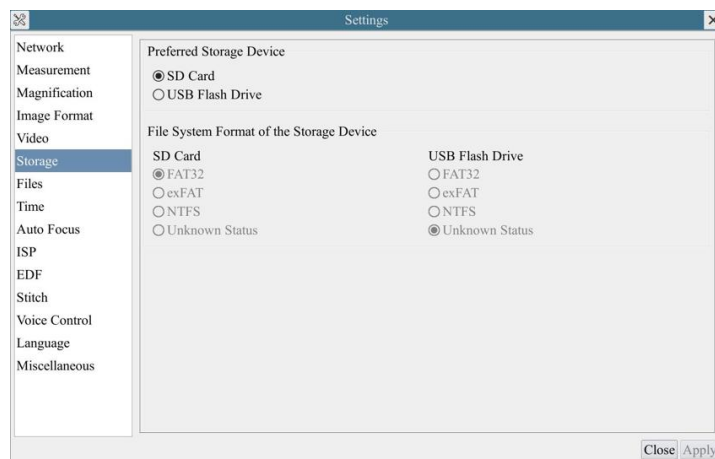 Settings
Network
Measurement
Magnification
Image Format
Video
Storage
Files
Time
Auto Focus
ISP
EDF
Stitch
Voice Control
Language
Miscellaneous
Preferred Storage Device
SD Card
USB Flash Drive
File System Format of the Storage Device
SD Card
FAT32
exFAT
NTFS
Unknown Status
USB Flash Drive
FAT32
exFAT
NTFS
Unknown Status
Close Apply